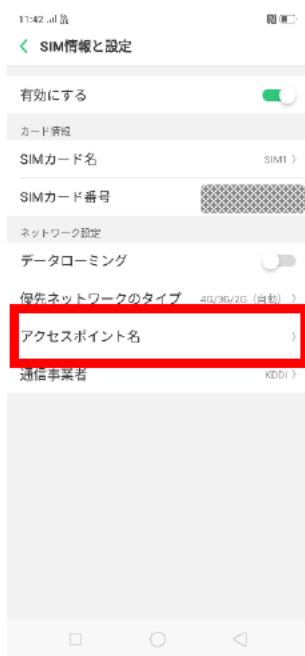 11:42
SIM情報と設定
有効にする
カード情報
SIMカード名 SIM1
SIMカード番号
ネットワーク設定
データローミング
優先ネットワークのタイプ 4G/3G/2G（自動）
アクセスポイント名
通信事業者 KDDI